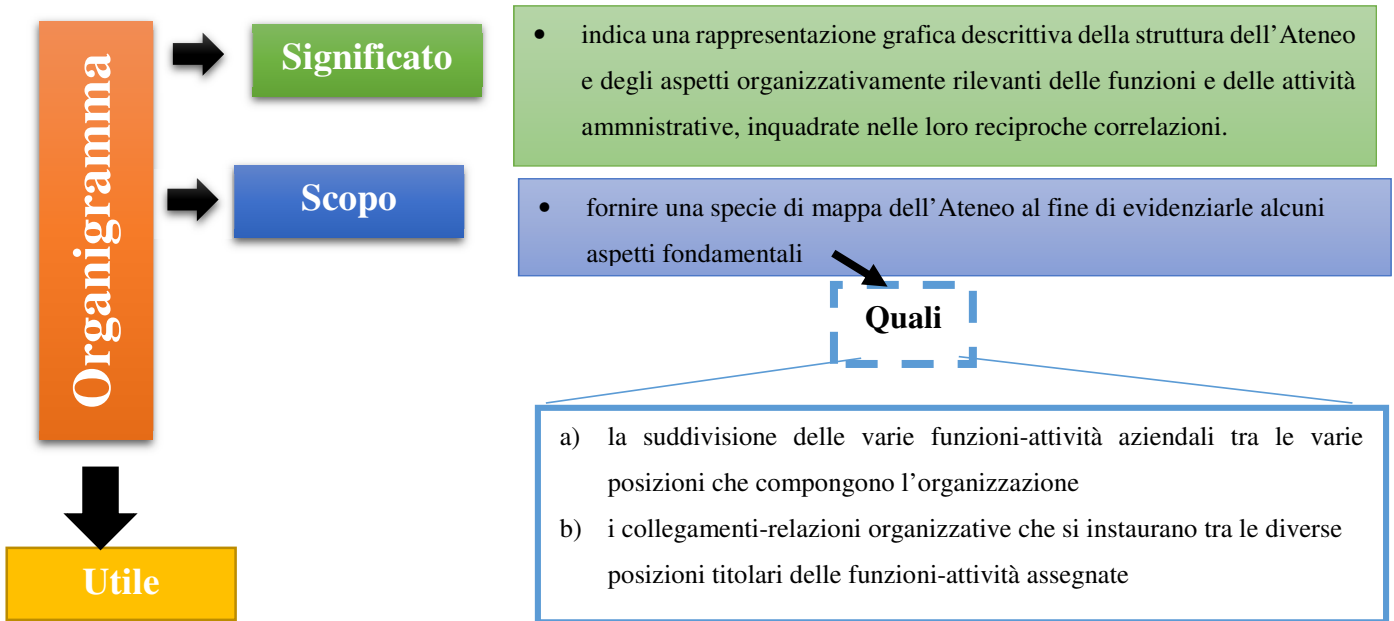 Organigramma
Significato
indica una rappresentazione grafica descrittiva della struttura dell’Ateneo
e degli aspetti organizzativamente rilevanti delle funzioni e delle attività
ammnistrative, inquadrate nelle loro reciproche correlazioni.
Scopo
fornire una specie di mappa dell’Ateneo al fine di evidenziarle alcuni
aspetti fondamentali
Quali
a) la suddivisione delle varie funzioni-attività aziendali tra le varie
posizioni che compongono l’organizzazione
b) i collegamenti-relazioni organizzative che si instaurano tra le diverse
posizioni titolari delle funzioni-attività assegnate
Utile